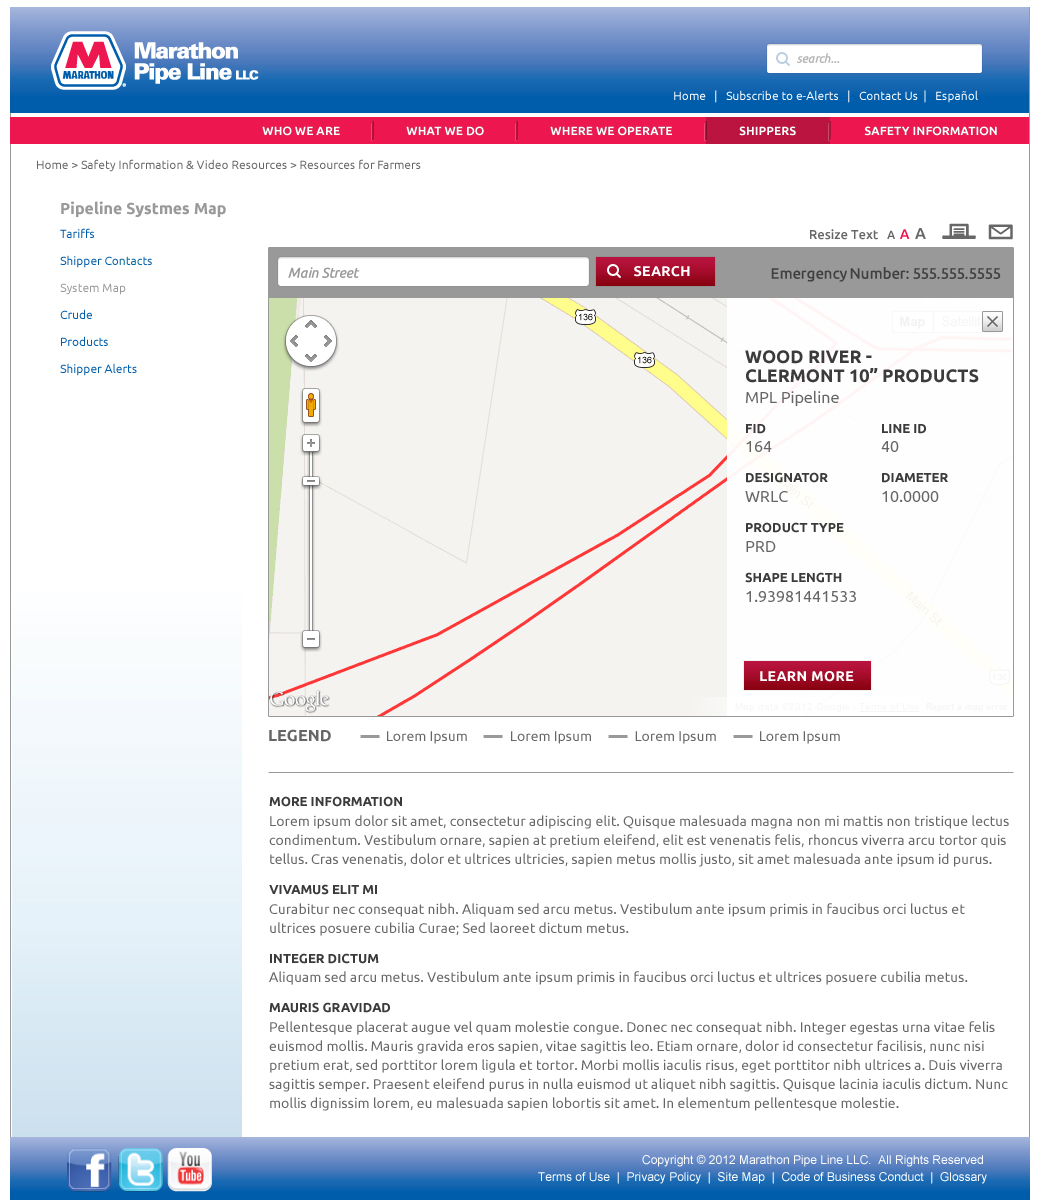 Marathon
Pipe Line LLC
MARATHON
search...
Home | Subscribe to e-Alerts | Contact Us | Español
WHO WE ARE WHAT WE DO WHERE WE OPERATE SHIPPERS SAFETY INFORMATION
Home > Safety Information & Video Resources > Resources for Farmers
Pipeline Systmes Map
Tariffs
Shipper Contacts
System Map
Crude
Products
Shipper Alerts
Resize Text A A A
Main Street
SEARCH
Emergency Number: 555.555.5555
136
136
Map
WOOD RIVER -
CLERMONT 10” PRODUCTS
MPL Pipeline
FID LINE ID
164 40
DESIGNATOR DIAMETER
WRLC 10.0000
PRODUCT TYPE
PRD
SHAPE LENGTH
1.93981441533
Main St
136
LEARN MORE
Google
Map data ©2012 Google - Terms of Use Report a map error
LEGEND Lorem Ipsum Lorem Ipsum Lorem Ipsum Lorem Ipsum
MORE INFORMATION
Lorem ipsum dolor sit amet, consectetur adipiscing elit. Quisque malesuada magna non mi mattis non tristique lectus
condimentum. Vestibulum ornare, sapien at pretium eleifend, elit est venenatis felis, rhoncus viverra arcu tortor quis
tellus. Cras venenatis, dolor et ultrices ultricies, sapien metus mollis justo, sit amet malesuada ante ipsum id purus.
VIVAMUS ELIT MI
Curabitur nec consequat nibh. Aliquam sed arcu metus. Vestibulum ante ipsum primis in faucibus orci luctus et
ultrices posuere cubilia Curae; Sed laoreet dictum metus.
INTEGER DICTUM
Aliquam sed arcu metus. Vestibulum ante ipsum primis in faucibus orci luctus et ultrices posuere cubilia metus.
MAURIS GRAVIDAD
Pellentesque placerat augue vel quam molestie congue. Donec nec consequat nibh. Integer egestas urna vitae felis
euismod mollis. Mauris gravida eros sapien, vitae sagittis leo. Etiam ornare, dolor id consectetur facilisis, nunc nisi
pretium erat, sed porttitor lorem ligula et tortor. Morbi mollis iaculis risus, eget porttitor nibh ultrices a. Duis viverra
sagittis semper. Praesent eleifend purus in nulla euismod ut aliquet nibh sagittis. Quisque lacinia iaculis dictum. Nunc
mollis dignissim lorem, eu malesuada sapien lobortis sit amet. In elementum pellentesque molestie.
You
Tube
Copyright © 2012 Marathon Pipe Line LLC. All Rights Reserved
Terms of Use | Privacy Policy | Site Map | Code of Business Conduct | Glossary